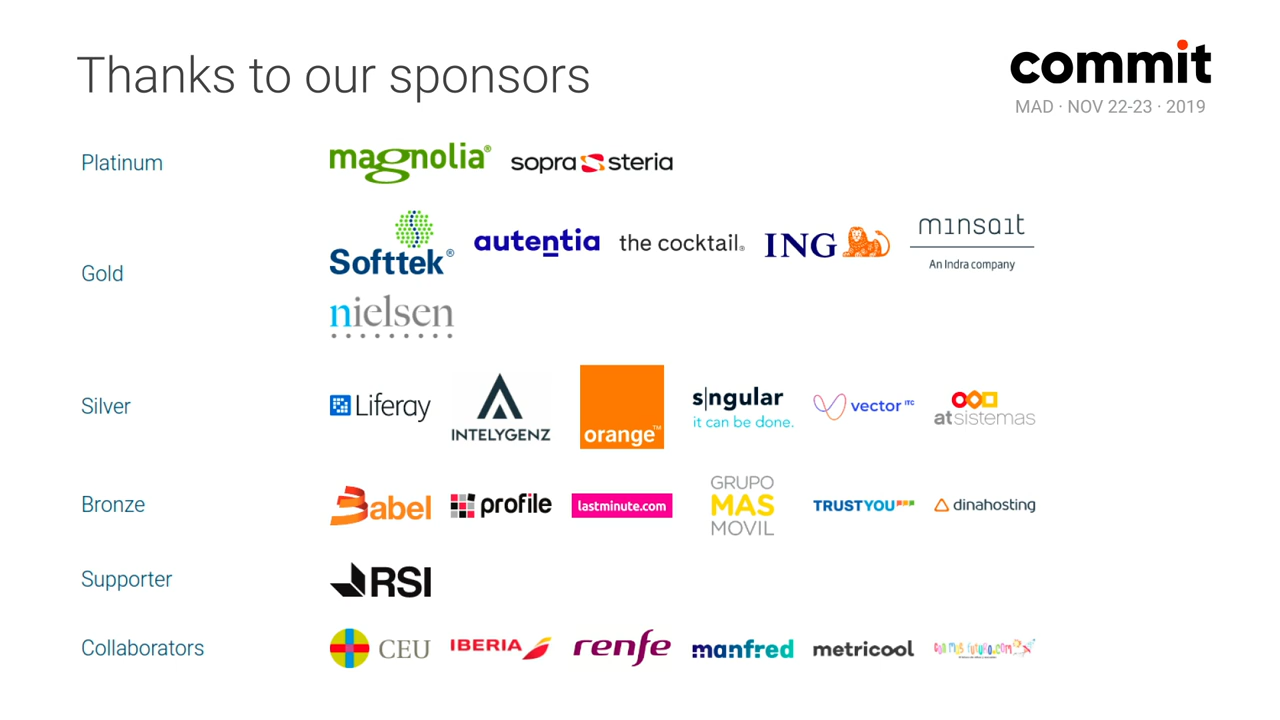 Thanks to our sponsors
commit
MAD · NOV 22-23 · 2019
Platinum
magnolia®
sopra steria
Gold
Softtek®
autentia
the cocktail®
ING
minsait
An Indra company
nielsen
Silver
Liferay
INTELYGENZ
orange™
s|ngular
it can be done.
vector ITC
atsistemas
Bronze
Babel
profile
lastminute.com
GRUPO
MAS
MOVIL
TRUSTYOU
dinahosting
Supporter
RSI
Collaborators
CEU
IBERIA
renfe
manfred
metricool